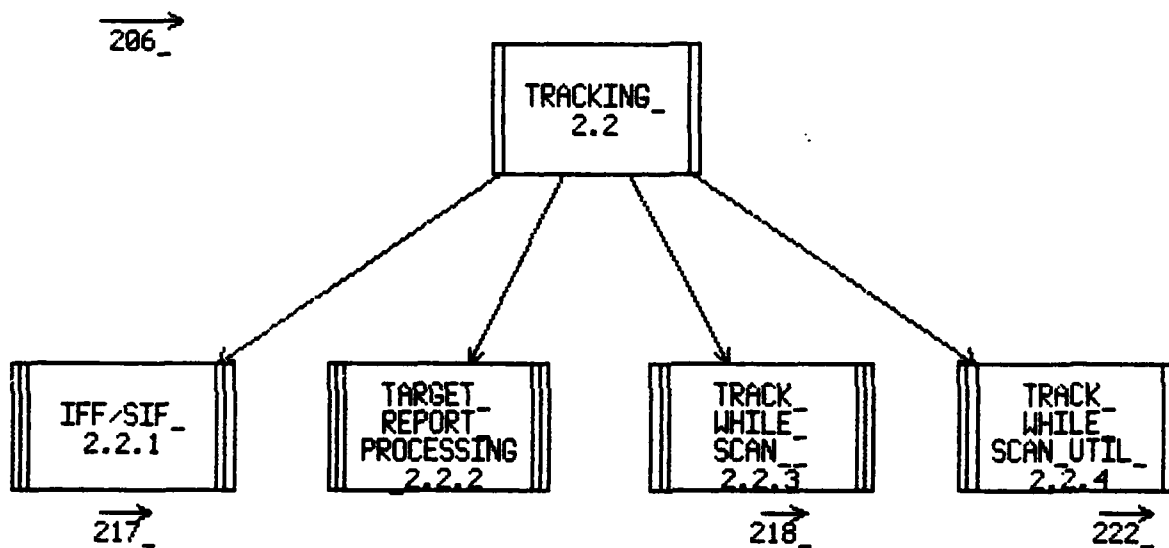 206_
TRACKING_
2.2
IFF/SIF_
2.2.1
TARGET_
REPORT_
PROCESSING
_2.2.2
TRACK_
WHILE_
SCAN__
2.2.3
TRACK_
WHILE_
SCAN_UTIL_
2.2.4
217_
218_
222_